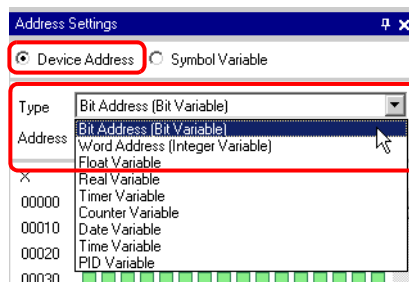 Address Settings
Device Address Symbol Variable
Type Bit Address (Bit Variable)
Address Bit Address (Bit Variable)
Word Address (Integer Variable)
Float Variable
X Real Variable
00000 Timer Variable
Counter Variable
00010 Date Variable
00020 Time Variable
PID Variable
00030